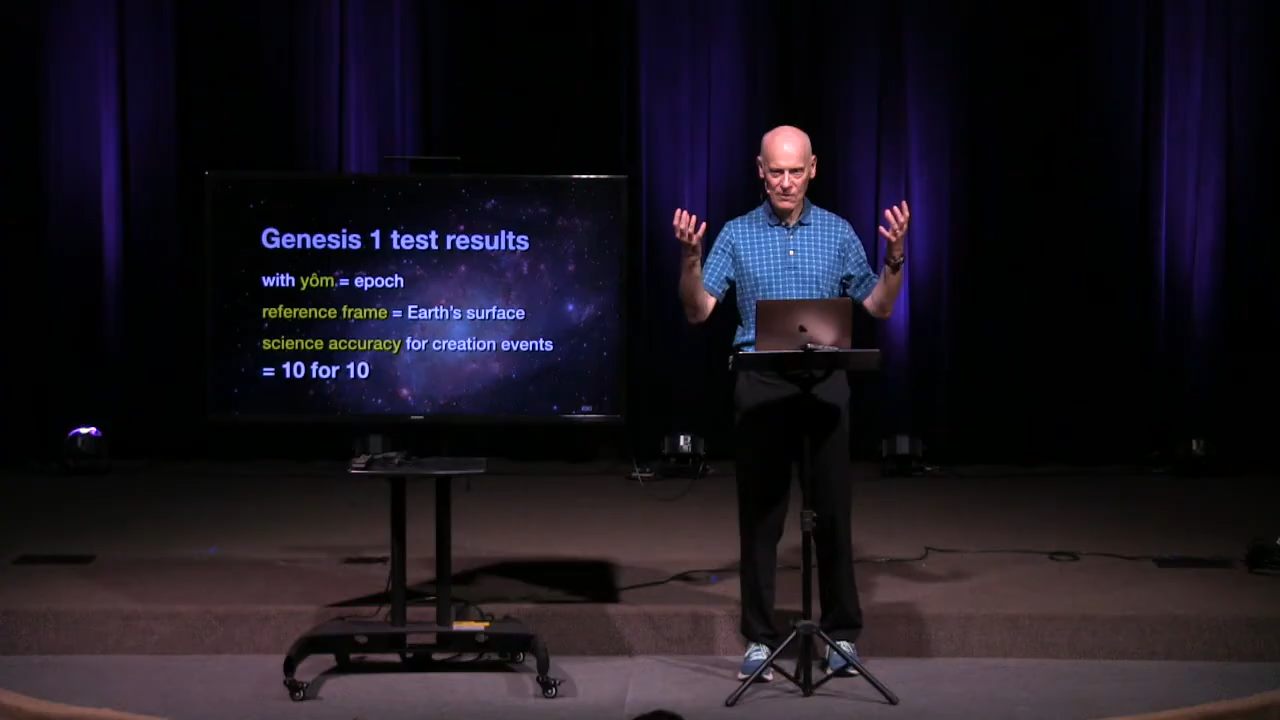 Genesis 1 test results
with yôm = epoch
reference frame = Earth's surface
science accuracy for creation events
= 10 for 10